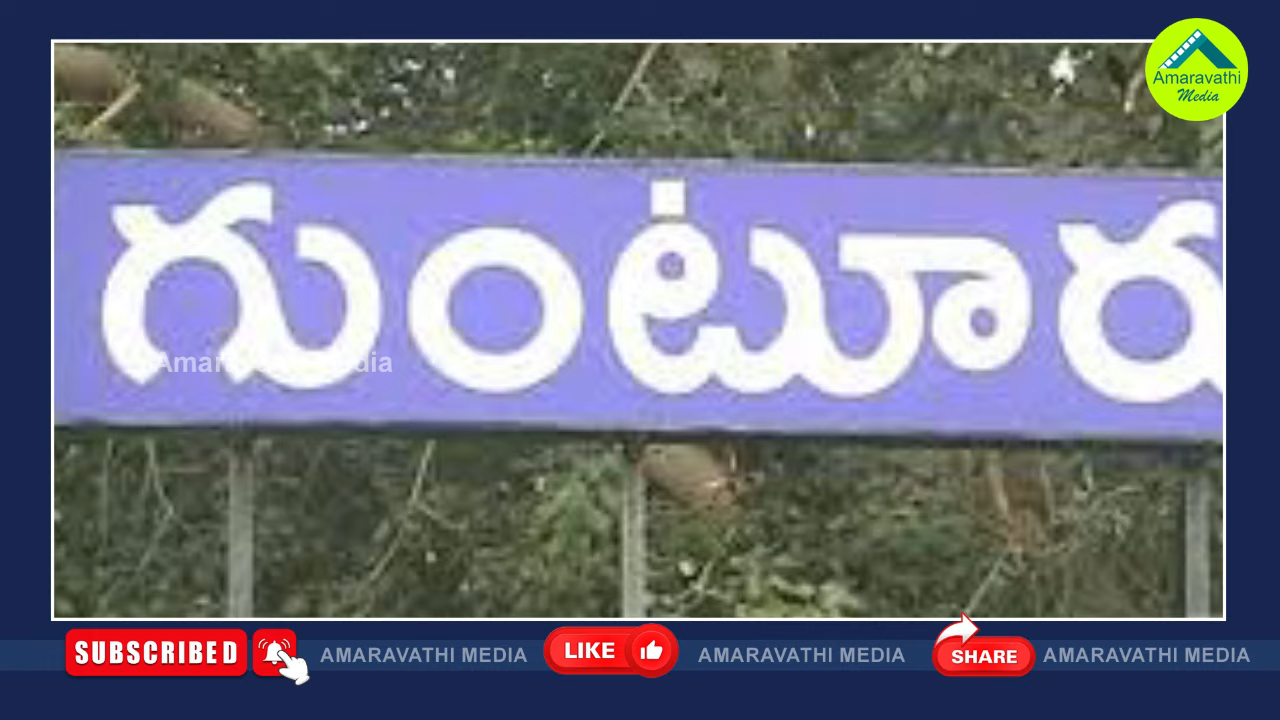 Amaravathi
Media
గుంటూరు
SUBSCRIBED
AMARAVATHI MEDIA
LIKE
AMARAVATHI MEDIA
SHARE
AMARAVATHI MEDIA